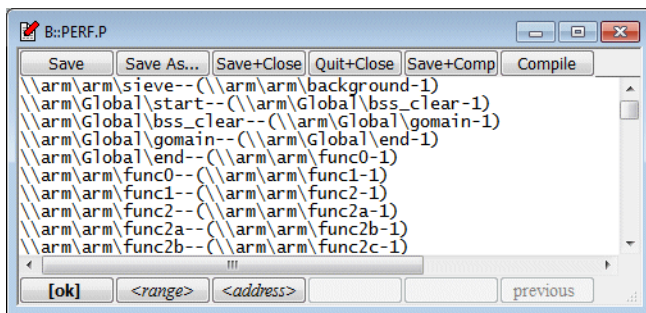 B::PERF.P
Save Save As... Save+Close Quit+Close Save+Comp Compile
\\arm\arm\sieve--(\\arm\arm\background-1)
\\arm\Global\start--(\\arm\Global\bss_clear-1)
\\arm\Global\bss_clear--(\\arm\Global\gomain-1)
\\arm\Global\gomain--(\\arm\Global\end-1)
\\arm\Global\end--(\\arm\arm\func0-1)
\\arm\arm\func0--(\\arm\arm\func1-1)
\\arm\arm\func1--(\\arm\arm\func2-1)
\\arm\arm\func2--(\\arm\arm\func2a-1)
\\arm\arm\func2a--(\\arm\arm\func2b-1)
\\arm\arm\func2b--(\\arm\arm\func2c-1)
[ok] <range> <address> previous